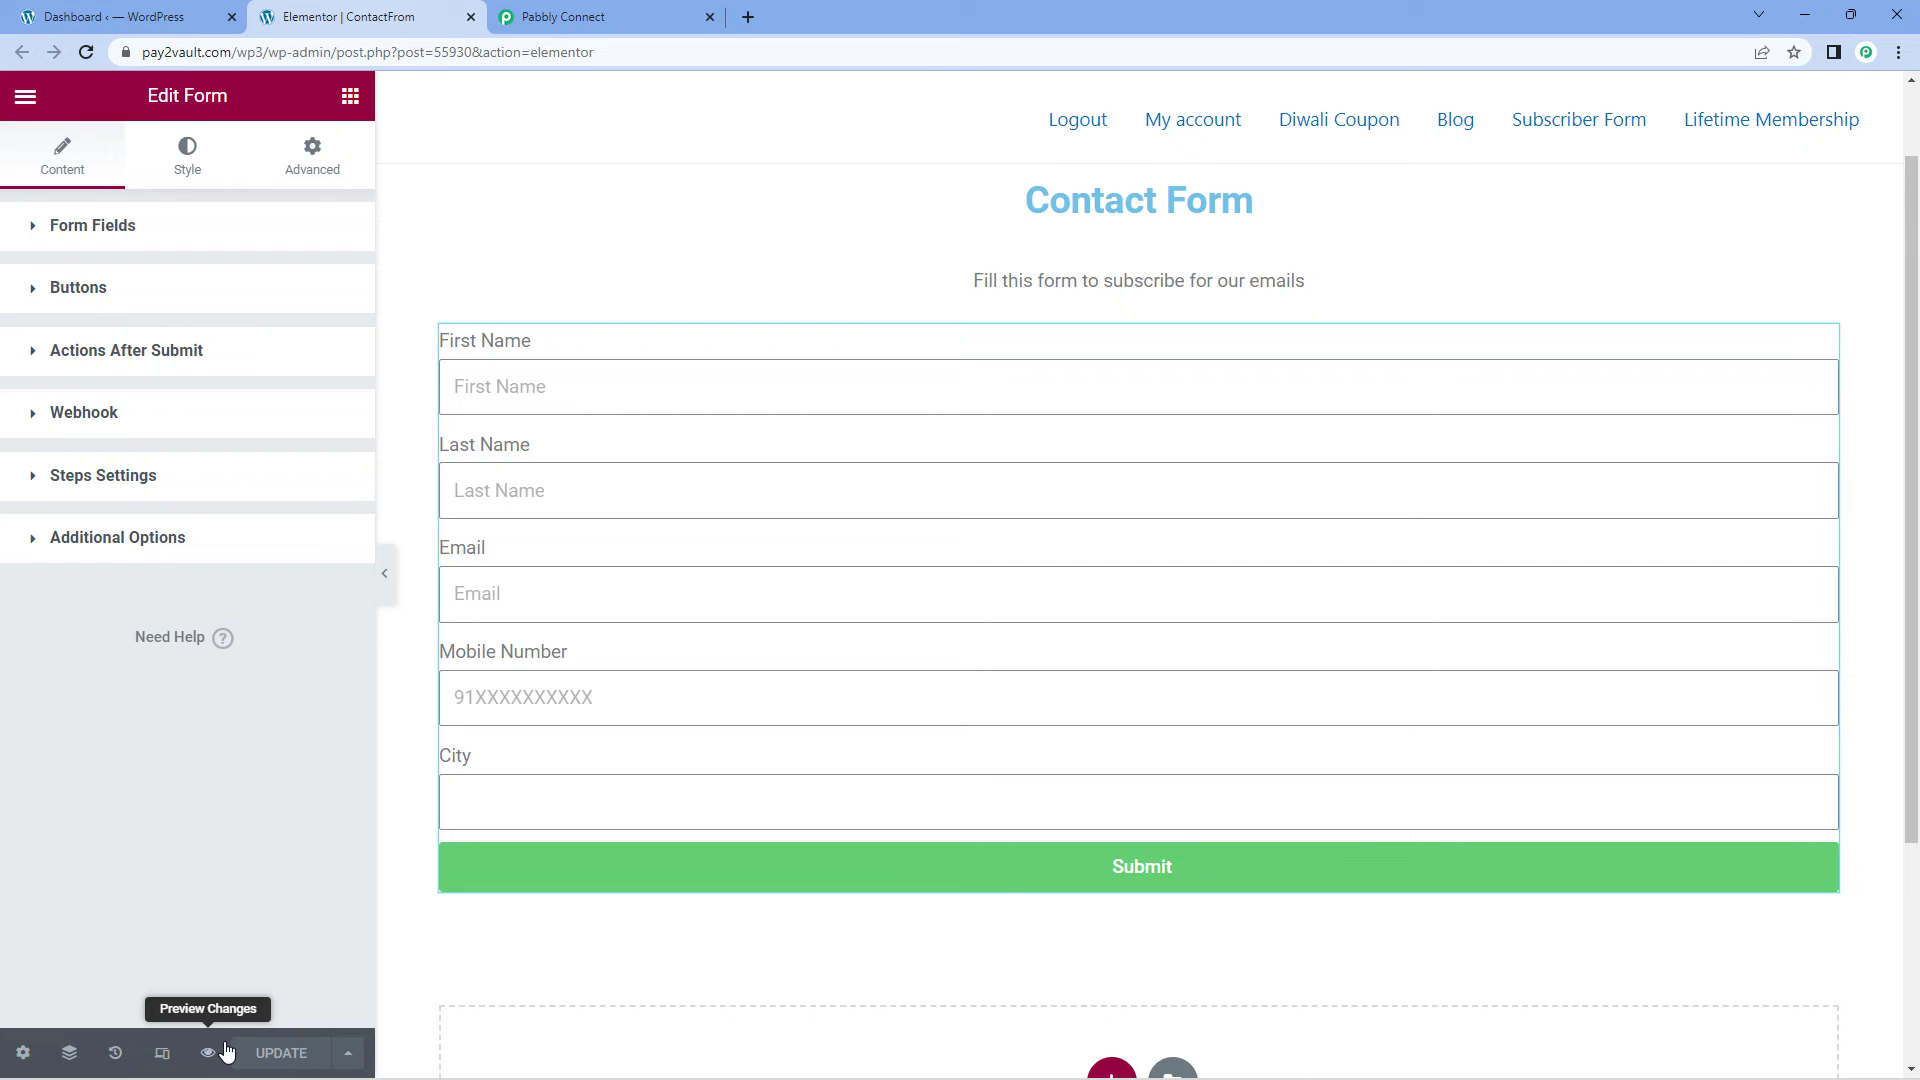 Dashboard ‹ — WordPress
Elementor | ContactFrom
Pabbly Connect
pay2vault.com/wp3/wp-admin/post.php?post=55930&action=elementor
Edit Form
Content
Style
Advanced
Form Fields
Buttons
Actions After Submit
Webhook
Steps Settings
Additional Options
Need Help ?
Preview Changes
UPDATE
Logout
My account
Diwali Coupon
Blog
Subscriber Form
Lifetime Membership
Contact Form
Fill this form to subscribe for our emails
First Name
First Name
Last Name
Last Name
Email
Email
Mobile Number
91XXXXXXXXXX
City
Submit